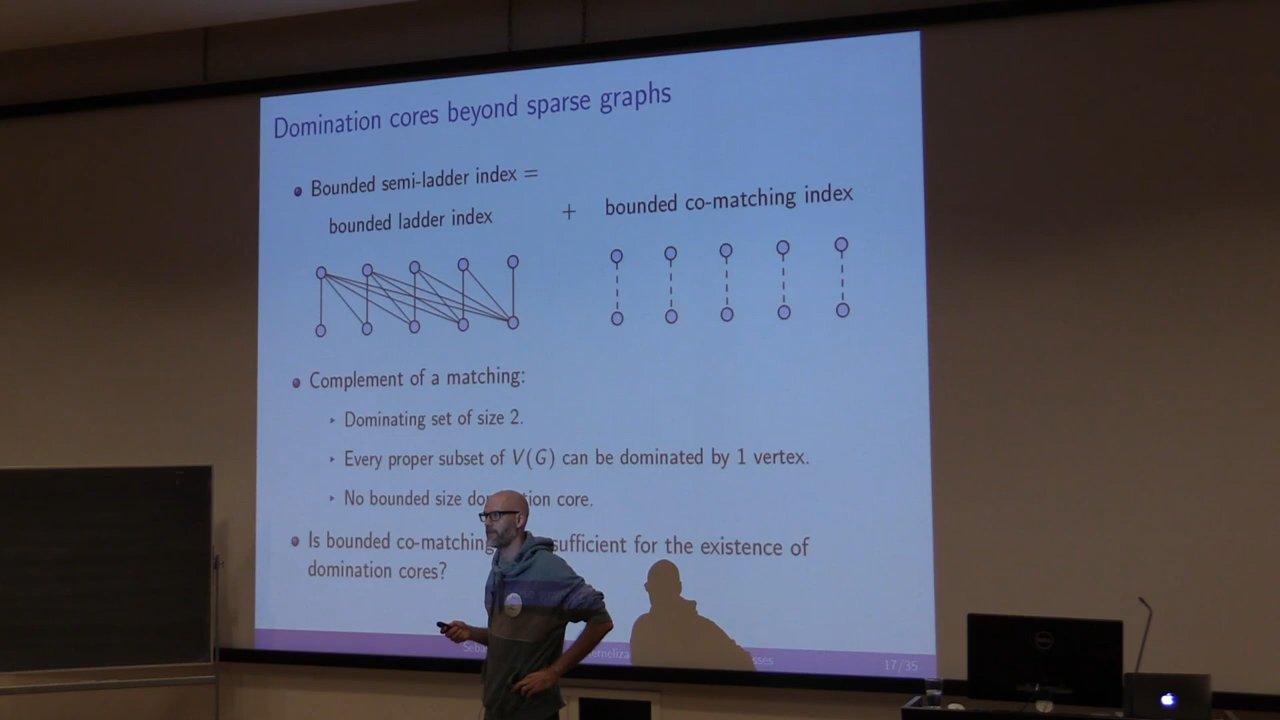 Domination cores beyond sparse graphs
Bounded semi-ladder index =
bounded ladder index + bounded co-matching index
Complement of a matching:
Dominating set of size 2.
Every proper subset of V(G) can be dominated by 1 vertex.
No bounded size ion core.
Is bounded co-matching sufficient for the existence of
domination cores?
17/35
DELL